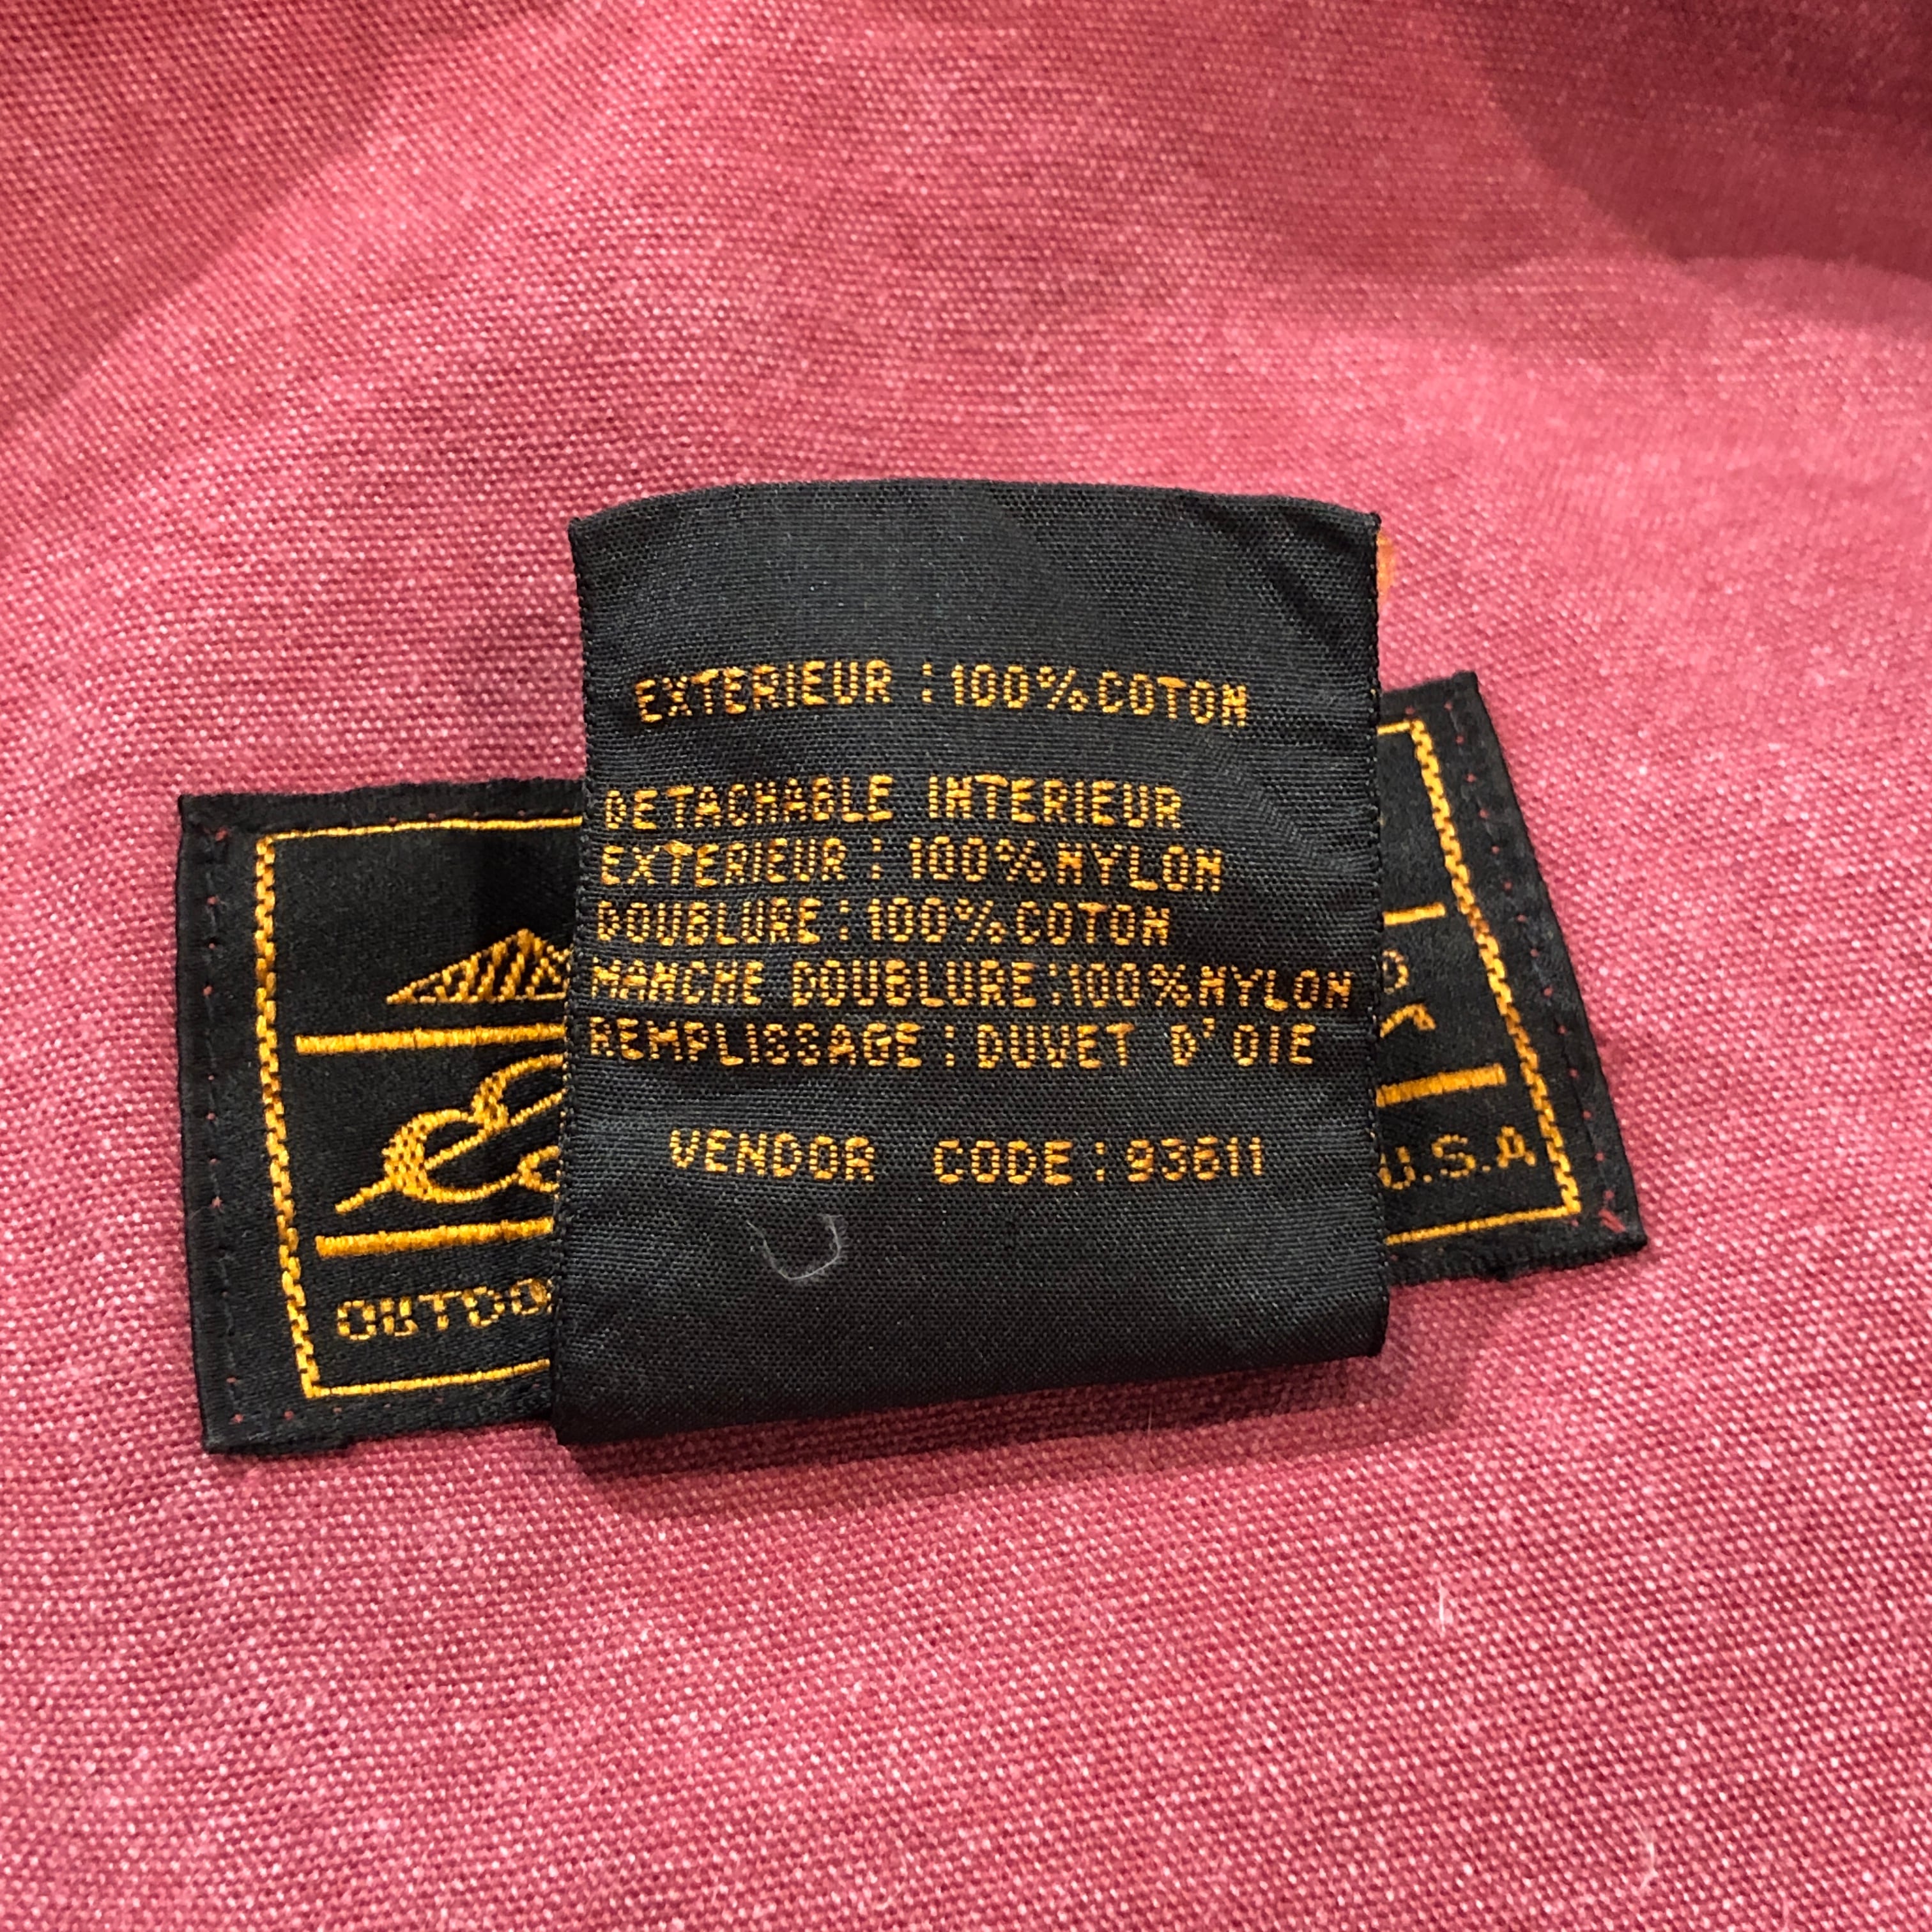 EXTERIEUR : 100% COTON
DETACHABLE INTERIEUR
EXTERIEUR : 100% NYLON
DOUBLURE : 100% COTON
MANCHE DOUBLURE : 100% NYLON
REMPLISSAGE : DUVET D'OIE
VENDOR CODE : 93611
U.S.A